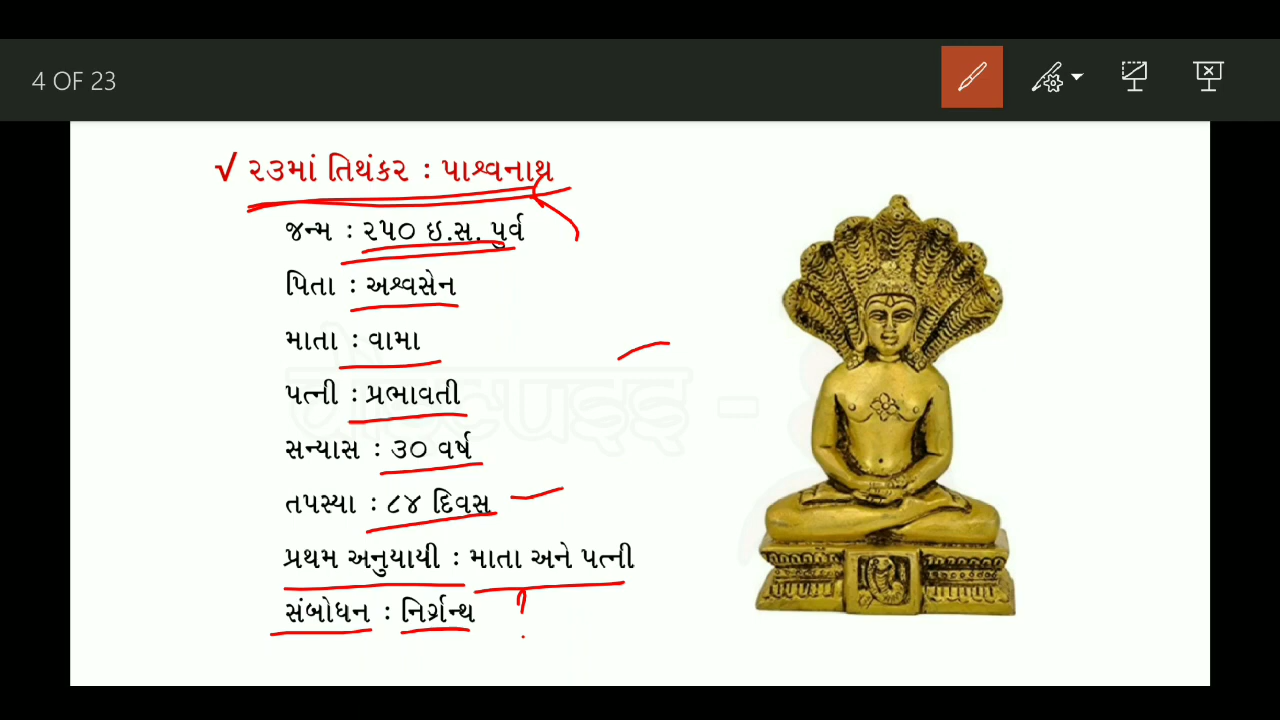 4 OF 23
√ ૨૩માં તિથંકર : પાશ્વનાથ
જન્મ : ૨૫૦ ઇ.સ. પુર્વ
પિતા : અશ્વસેન
માતા : વામા
પત્ની : પ્રભાવતી
સન્યાસ : ૩૦ વર્ષ
તપસ્યા : ૮૪ દિવસ
પ્રથમ અનુયાયી : માતા અને પત્ની
સંબોધન : નિર્ગ્રન્થ